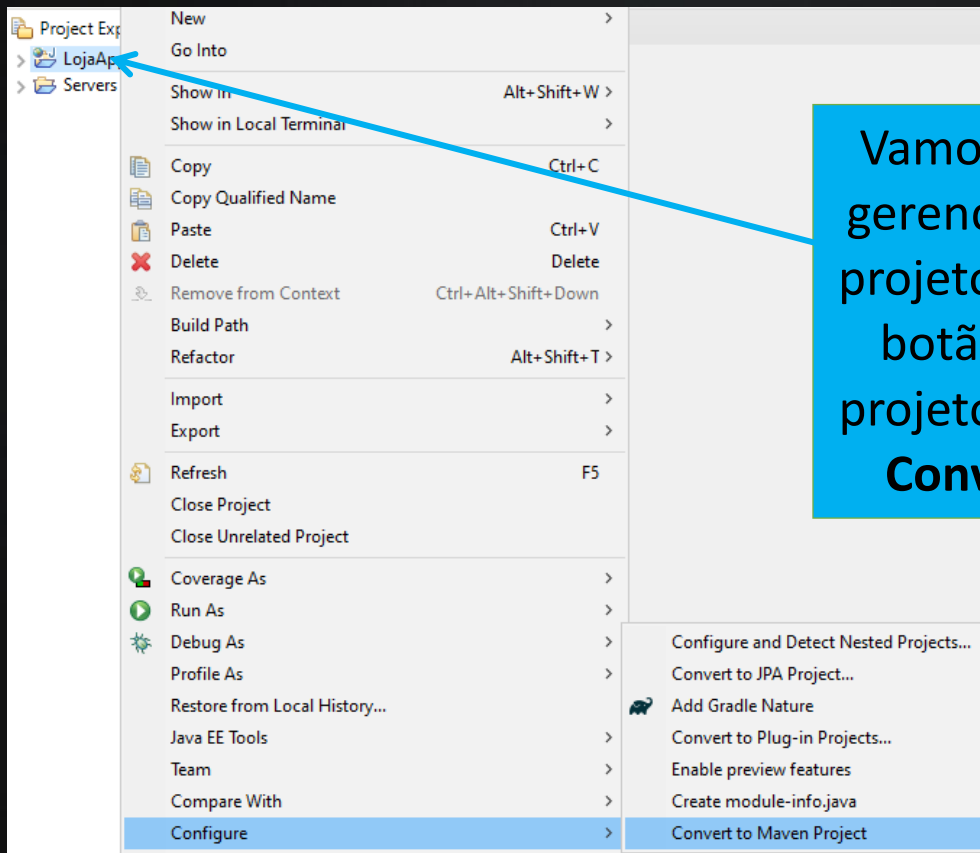 Project Exp
LojaAp
Servers
New
Go Into
Show In Alt+Shift+W >
Show in Local Terminal >
Copy Ctrl+C
Copy Qualified Name
Paste Ctrl+V
Delete Delete
Remove from Context Ctrl+Alt+Shift+Down
Build Path >
Refactor Alt+Shift+T >
Import >
Export >
Refresh F5
Close Project
Close Unrelated Project
Coverage As >
Run As >
Debug As >
Profile As >
Restore from Local History...
Java EE Tools >
Team >
Compare With >
Configure >
Configure and Detect Nested Projects...
Convert to JPA Project...
Add Gradle Nature
Convert to Plug-in Projects...
Enable preview features
Create module-info.java
Convert to Maven Project
Vamo
gerenc
projeto
botã
projeto
Conv